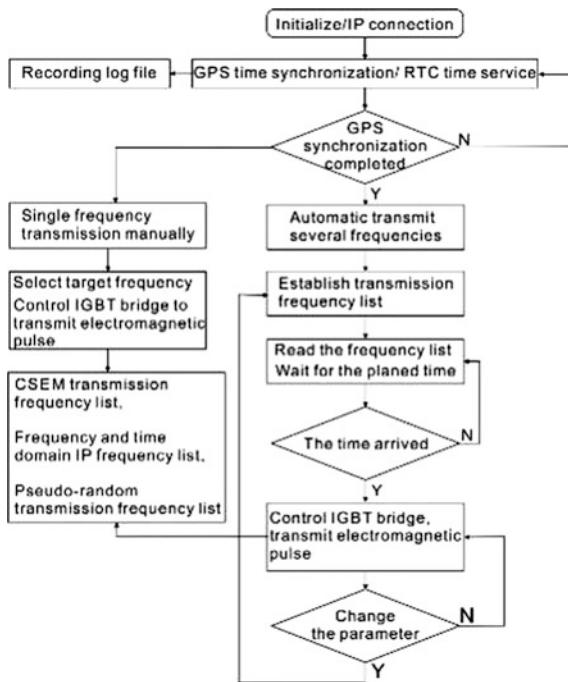 Initialize/IP connection
Recording log file
GPS time synchronization/ RTC time service
GPS
synchronization
completed
N
Y
Single frequency
transmission manually
Automatic transmit
several frequencies
Select target frequency
Control IGBT bridge to
transmit electromagnetic
pulse
Establish transmission
frequency list
Read the frequency list
Wait for the planed time
CSEM transmission
frequency list,
Frequency and time
domain IP frequency list,
Pseudo-random
transmission frequency list
The time arrived
N
Y
Control IGBT bridge,
transmit electromagnetic
pulse
Change
the parameter
N
Y